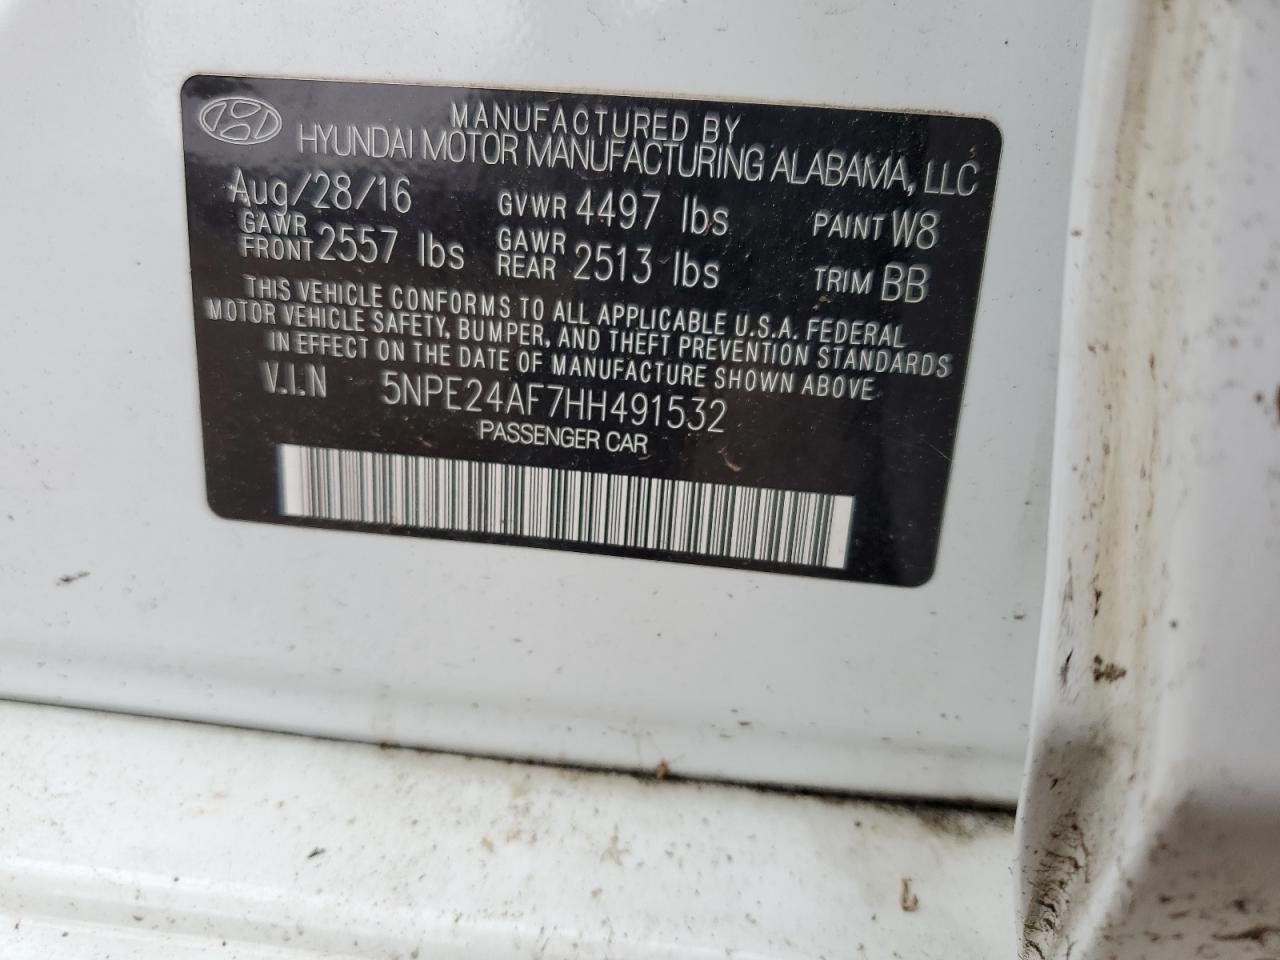 MANUFACTURED BY
HYUNDAI MOTOR MANUFACTURING ALABAMA, LLC
Aug/28/16 GVWR 4497 lbs PAINT W8
GAWR FRONT 2557 lbs GAWR REAR 2513 lbs TRIM BB
THIS VEHICLE CONFORMS TO ALL APPLICABLE U.S.A. FEDERAL
MOTOR VEHICLE SAFETY, BUMPER, AND THEFT PREVENTION STANDARDS
IN EFFECT ON THE DATE OF MANUFACTURE SHOWN ABOVE
V.I.N 5NPE24AF7HH491532
PASSENGER CAR